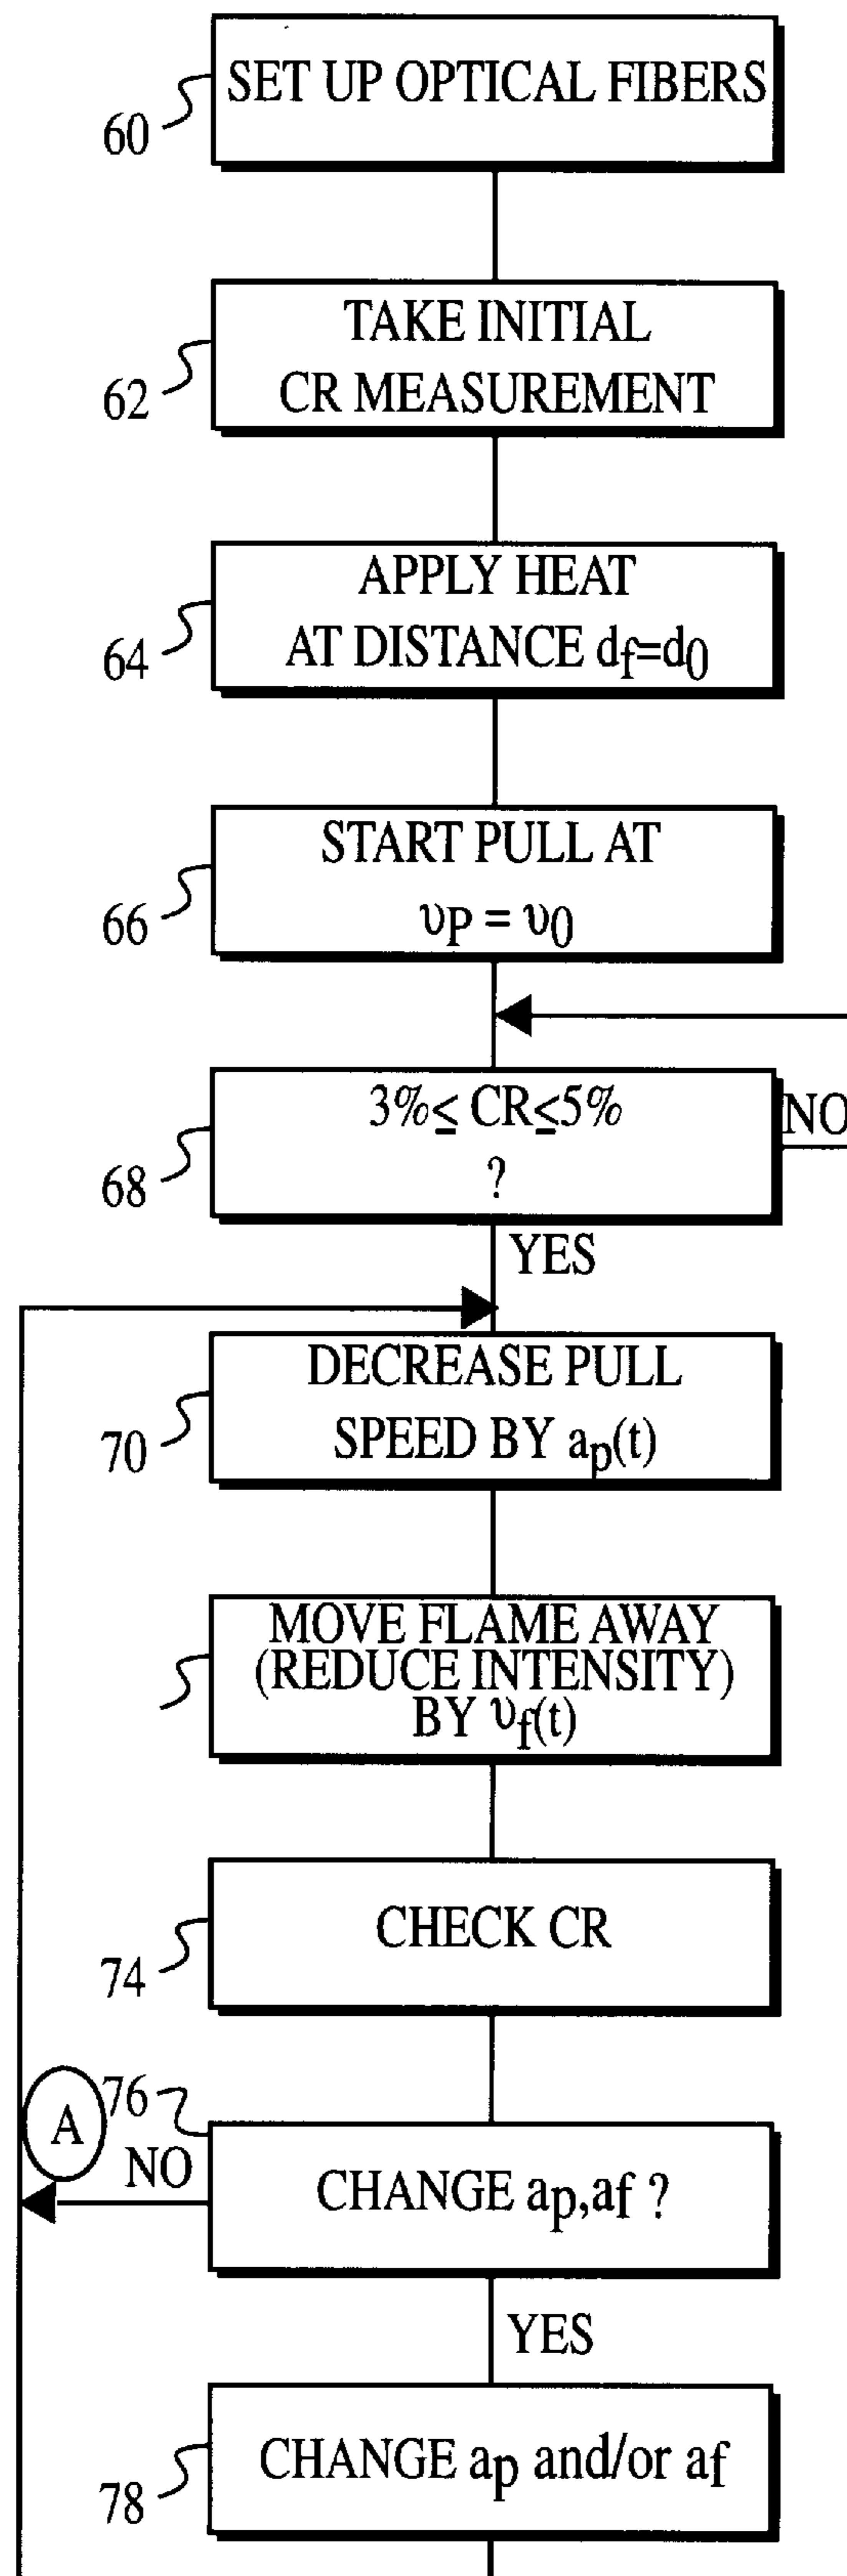 SET UP OPTICAL FIBERS
60
TAKE INITIAL
CR MEASUREMENT
62
APPLY HEAT
AT DISTANCE df=d0
64
START PULL AT
υP = υ0
66
3%≤ CR≤5%
?
NO
68
YES
DECREASE PULL
SPEED BY ap(t)
70
MOVE FLAME AWAY
(REDUCE INTENSITY)
BY υf(t)
CHECK CR
74
76
A
NO
CHANGE ap,af ?
YES
CHANGE ap and/or af
78